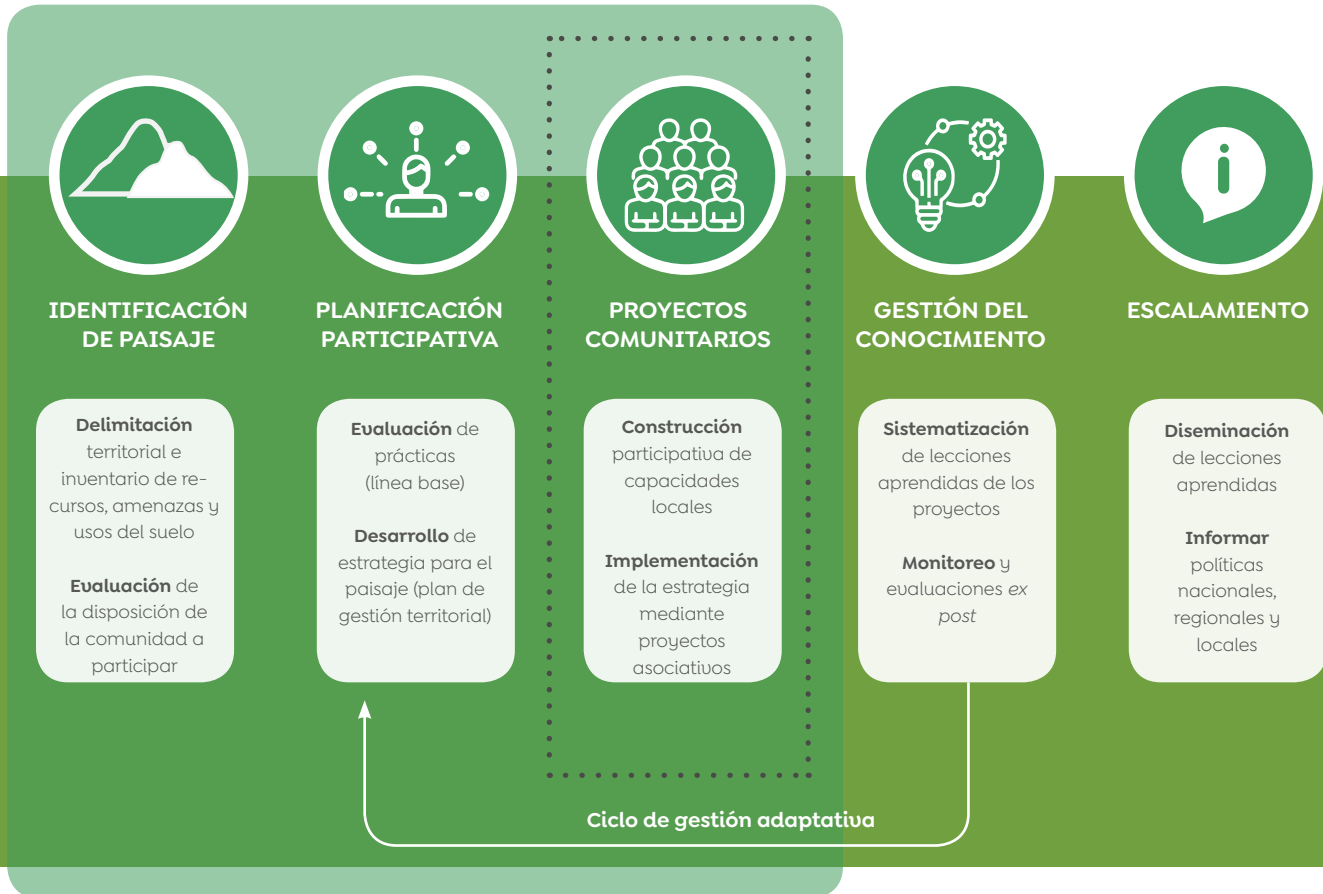 IDENTIFICACIÓN
DE PAISAJE
Delimitación
territorial e
inventario de re-
cursos, amenazas y
usos del suelo
Evaluación de
la disposición de
la comunidad a
participar
PLANIFICACIÓN
PARTICIPATIVA
Evaluación de
prácticas
(línea base)
Desarrollo de
estrategia para el
paisaje (plan de
gestión territorial)
PROYECTOS
COMUNITARIOS
Construcción
participativa de
capacidades
locales
Implementación
de la estrategia
mediante
proyectos
asociativos
GESTIÓN DEL
CONOCIMIENTO
Sistematización
de lecciones
aprendidas de los
proyectos
Monitoreo y
evaluaciones ex
post
i
ESCALAMIENTO
Diseminación
de lecciones
aprendidas
Informar
políticas
nacionales,
regionales y
locales
Ciclo de gestión adaptativa